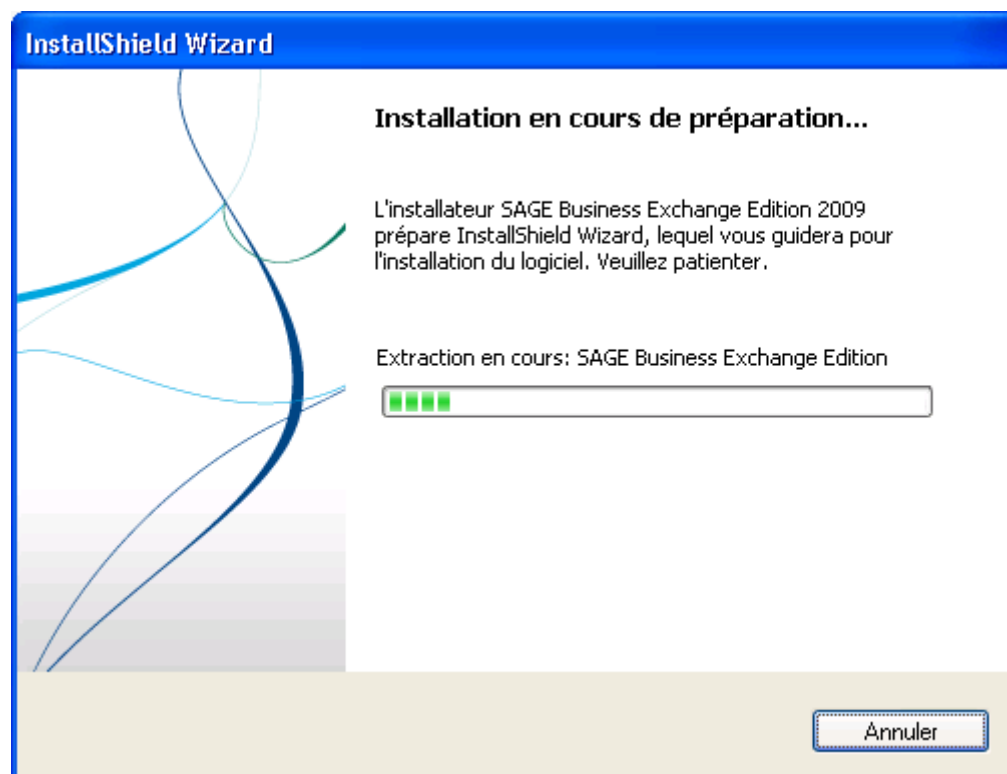 InstallShield Wizard
Installation en cours de préparation...
L'installateur SAGE Business Exchange Edition 2009
prépare InstallShield Wizard, lequel vous guidera pour
l'installation du logiciel. Veuillez patienter.
Extraction en cours: SAGE Business Exchange Edition
Annuler